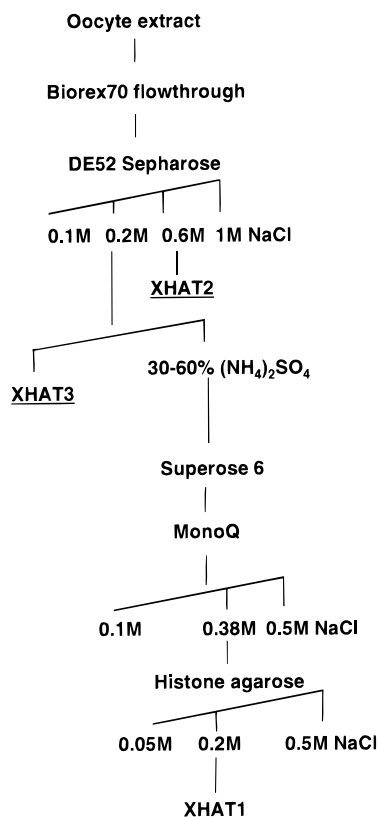 Oocyte extract
Biorex70 flowthrough
DE52 Sepharose
0.1M 0.2M 0.6M 1M NaCl
XHAT2
30-60% (NH₄)₂SO₄
XHAT3
Superose 6
MonoQ
0.1M 0.38M 0.5M NaCl
Histone agarose
0.05M 0.2M 0.5M NaCl
XHAT1